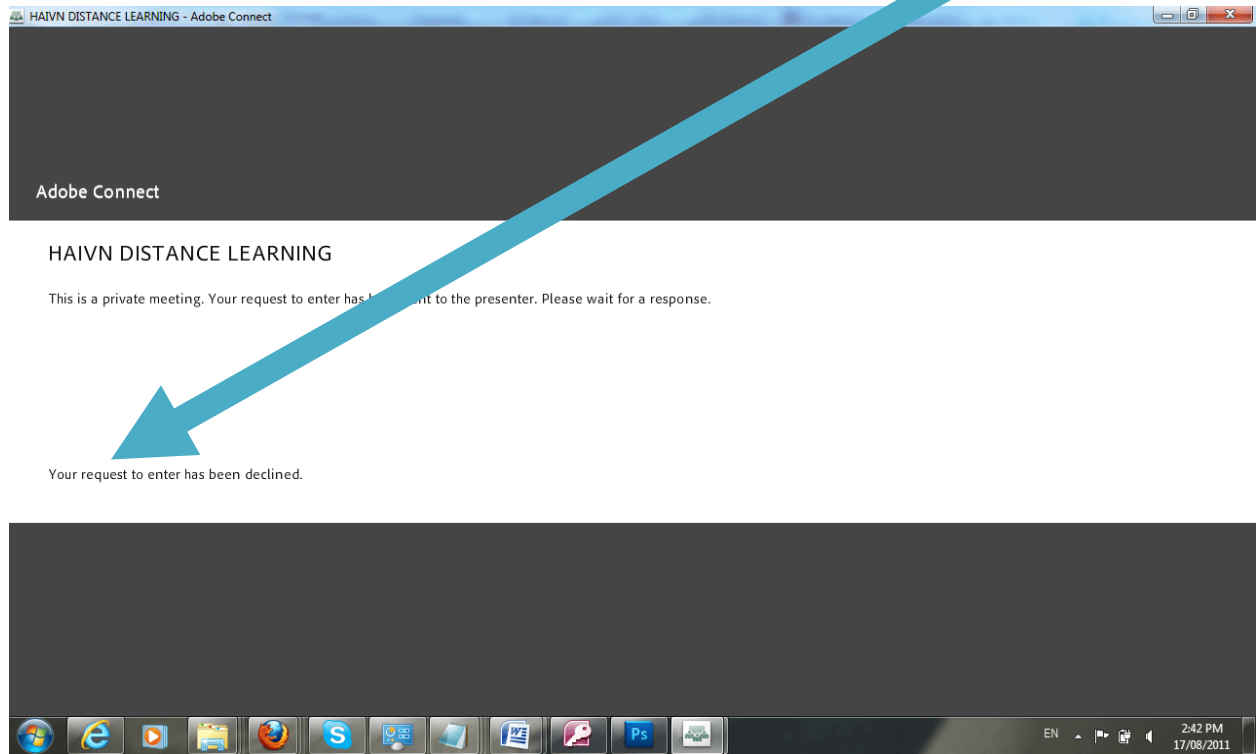 HAIVN DISTANCE LEARNING - Adobe Connect
Adobe Connect
HAIVN DISTANCE LEARNING
This is a private meeting. Your request to enter has to the presenter. Please wait for a response.
Your request to enter has been declined.
S
W
Ps
EN
2:42 PM
17/08/2011